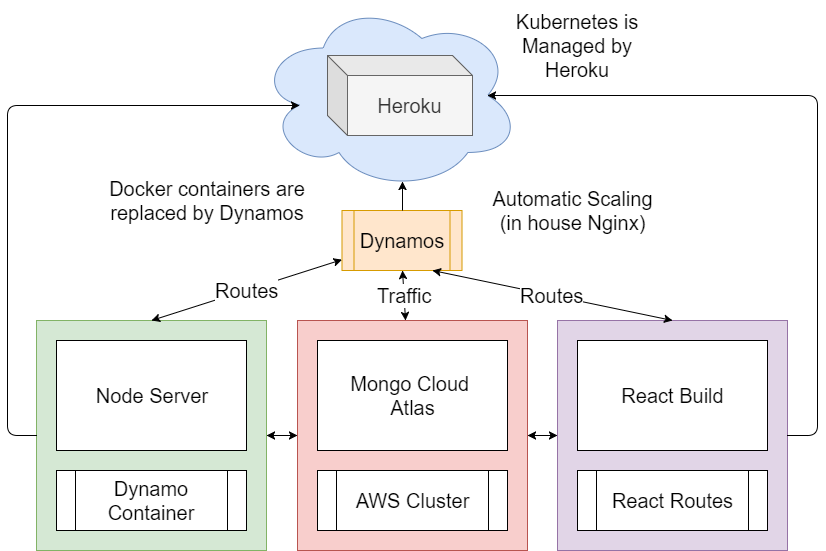 Kubernetes is
Managed by
Heroku
Heroku
Docker containers are
replaced by Dynamos
Automatic Scaling
(in house Nginx)
Dynamos
Routes
Traffic
Routes
Node Server
Mongo Cloud
Atlas
React Build
Dynamo
Container
AWS Cluster
React Routes